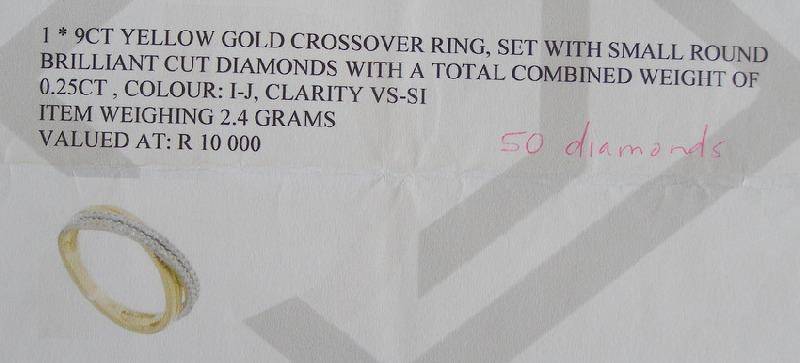 1 * 9CT YELLOW GOLD CROSSOVER RING, SET WITH SMALL ROUND
BRILLIANT CUT DIAMONDS WITH A TOTAL COMBINED WEIGHT OF
0.25CT , COLOUR: I-J, CLARITY VS-SI
ITEM WEIGHING 2.4 GRAMS
VALUED AT: R 10 000
50 diamonds